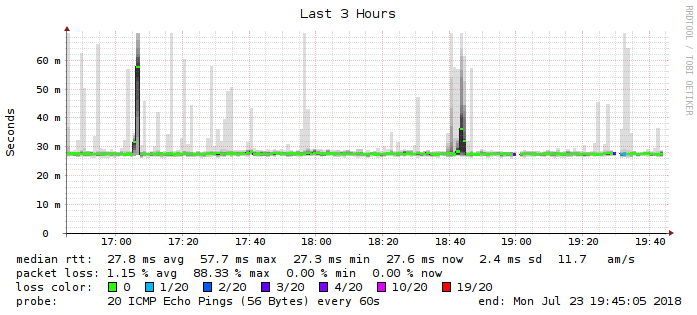 Last 3 Hours
RRDTOOL / TOBI OETIKER
Seconds
60 m
50 m
40 m
30 m
20 m
10 m
0
17:00 17:20 17:40 18:00 18:20 18:40 19:00 19:20 19:40
median rtt: 27.8 ms avg 57.7 ms max 27.3 ms min 27.6 ms now 2.4 ms sd 11.7 am/s
packet loss: 1.15 % avg 88.33 % max 0.00 % min 0.00 % now
loss color: 0 1/20 2/20 3/20 4/20 10/20 19/20
probe: 20 ICMP Echo Pings (56 Bytes) every 60s end: Mon Jul 23 19:45:05 2018